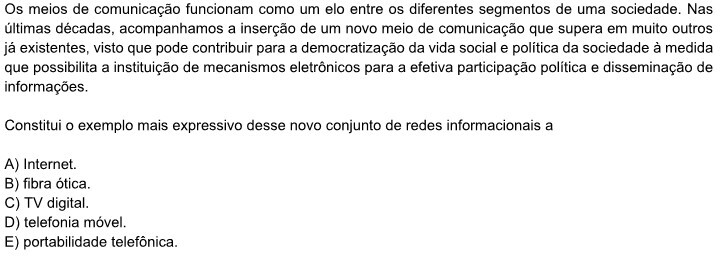 Os meios de comunicação funcionam como um elo entre os diferentes segmentos de uma sociedade. Nas
últimas décadas, acompanhamos a inserção de um novo meio de comunicação que supera em muito outros
já existentes, visto que pode contribuir para a democratização da vida social e política da sociedade à medida
que possibilita a instituição de mecanismos eletrônicos para a efetiva participação política e disseminação de
informações.
Constitui o exemplo mais expressivo desse novo conjunto de redes informacionais a
A) Internet.
B) fibra ótica.
C) TV digital.
D) telefonia móvel.
E) portabilidade telefônica.